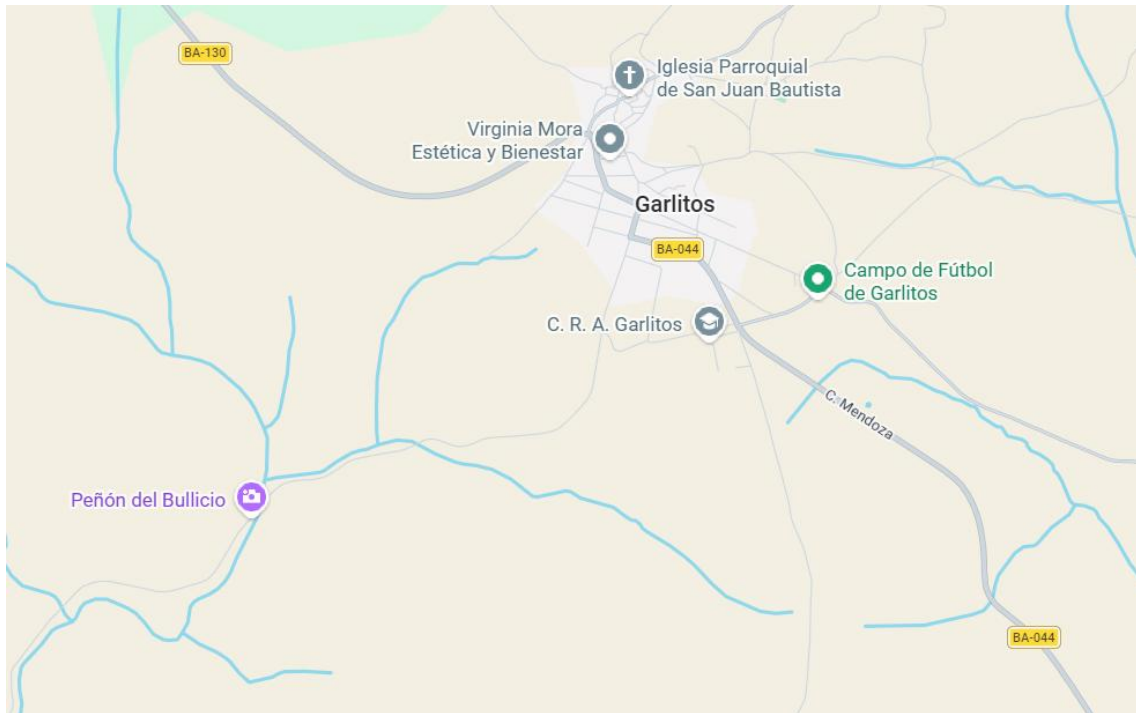 BA-130
Iglesia Parroquial
de San Juan Bautista
Virginia Mora
Estética y Bienestar
Garlitos
BA-044
Campo de Fútbol
de Garlitos
C. R. A. Garlitos
C. Mendoza
Peñón del Bullicio
BA-044